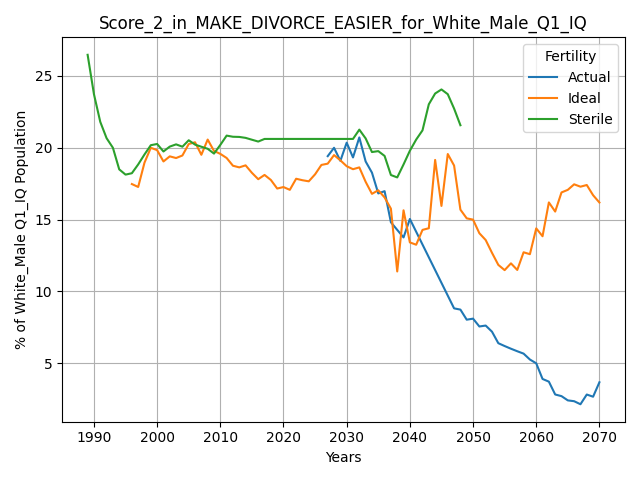 Score_2_in_MAKE_DIVORCE_EASIER_for_White_Male_Q1_IQ
Fertility
Actual
Ideal
Sterile
% of White_Male Q1_IQ Population
25
20
15
10
5
1990 2000 2010 2020 2030 2040 2050 2060 2070
Years